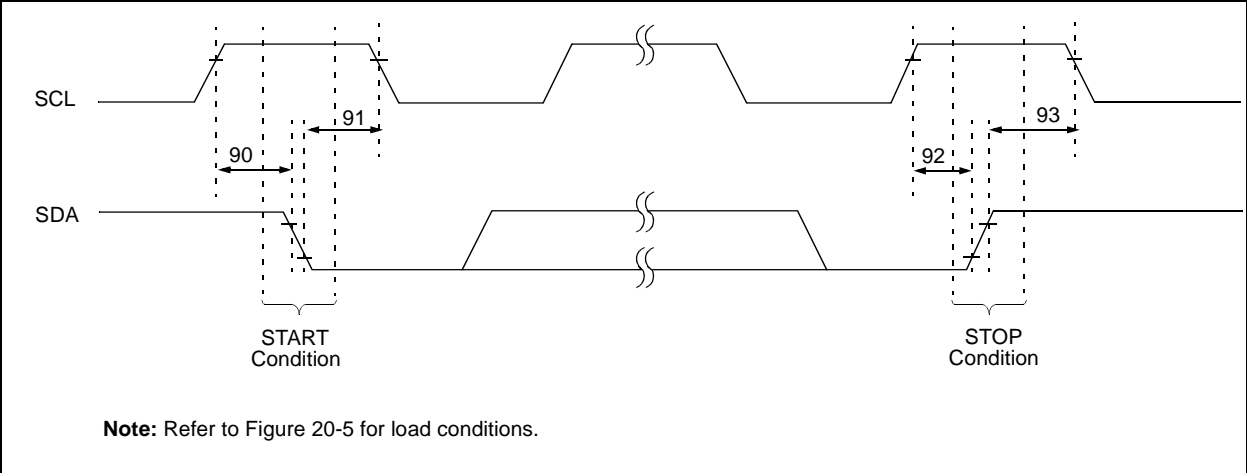 SCL
91
93
90
92
SDA
START
Condition
STOP
Condition
Note: Refer to Figure 20-5 for load conditions.